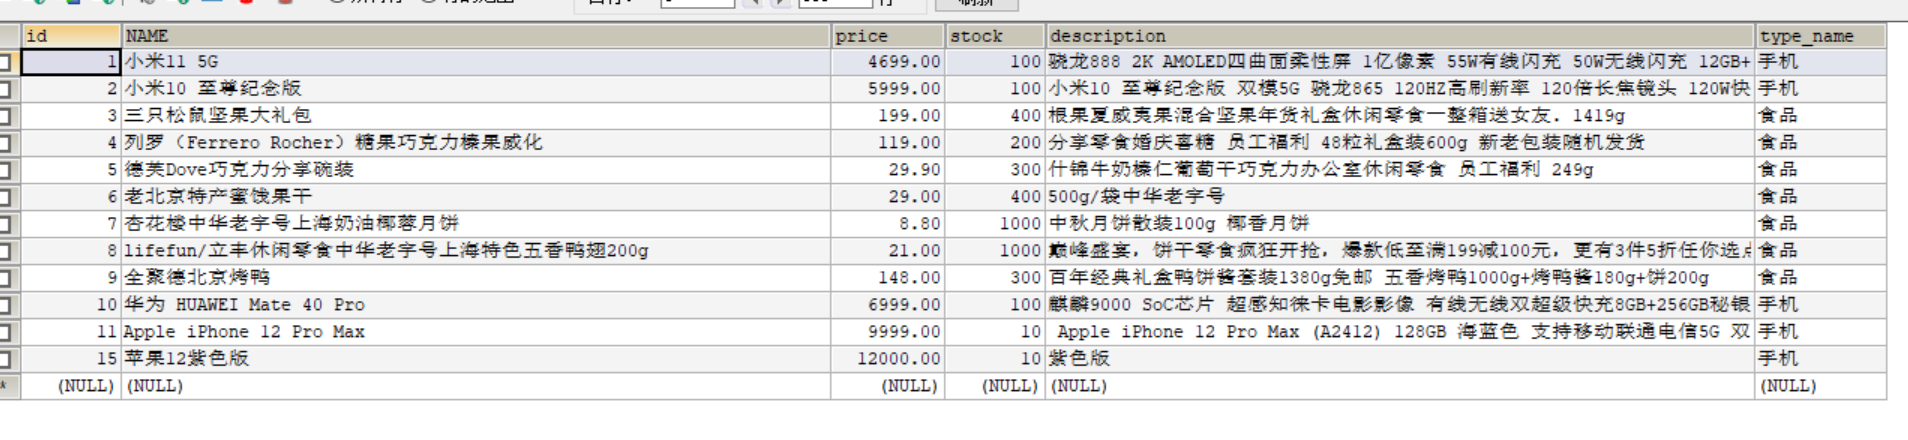 刷新
id NAME price stock description type_name
1 小米11 5G 4699.00 100 骁龙888 2K AMOLED四曲面柔性屏 1亿像素 55W有线闪充 50W无线闪充 12GB+ 手机
2 小米10 至尊纪念版 5999.00 100 小米10 至尊纪念版 双模5G 骁龙865 120HZ高刷新率 120倍长焦镜头 120W快 手机
3 三只松鼠坚果大礼包 199.00 400 根果夏威夷果混合坚果年货礼盒休闲零食一整箱送女友. 1419g 食品
4 列罗（Ferrero Rocher）糖果巧克力榛果威化 119.00 200 分享零食婚庆喜糖 员工福利 48粒礼盒装600g 新老包装随机发货 食品
5 德芙Dove巧克力分享碗装 29.90 300 什锦牛奶榛仁葡萄干巧克力办公室休闲零食 员工福利 249g 食品
6 老北京特产蜜饯果干 29.00 400 500g/袋中华老字号 食品
7 杏花楼中华老字号上海奶油椰蓉月饼 8.80 1000 中秋月饼散装100g 椰香月饼 食品
8 lifefun/立丰休闲零食中华老字号上海特色五香鸭翅200g 21.00 1000 巅峰盛宴，饼干零食疯狂开抢，爆款低至满199减100元，更有3件5折任你选 食品
9 全聚德北京烤鸭 148.00 300 百年经典礼盒鸭饼酱套装1380g免邮 五香烤鸭1000g+烤鸭酱180g+饼200g 食品
10 华为 HUAWEI Mate 40 Pro 6999.00 100 麒麟9000 SoC芯片 超感知徕卡电影影像 有线无线双超级快充8GB+256GB秘银 手机
11 Apple iPhone 12 Pro Max 9999.00 10 Apple iPhone 12 Pro Max (A2412) 128GB 海蓝色 支持移动联通电信5G 双 手机
15 苹果12紫色版 12000.00 10 紫色版 手机
* (NULL) (NULL) (NULL) (NULL) (NULL) (NULL)